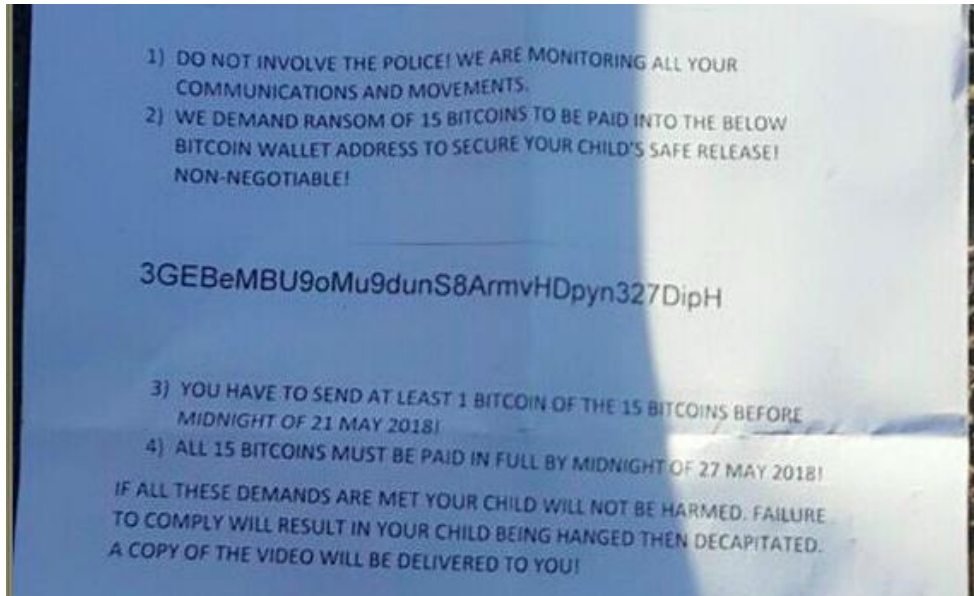 1) DO NOT INVOLVE THE POLICE! WE ARE MONITORING ALL YOUR
COMMUNICATIONS AND MOVEMENTS.
2) WE DEMAND RANSOM OF 15 BITCOINS TO BE PAID INTO THE BELOW
BITCOIN WALLET ADDRESS TO SECURE YOUR CHILD'S SAFE RELEASE!
NON-NEGOTIABLE!
3GEBeMBU9oMu9dunS8ArmvHDpyn327DipH
3) YOU HAVE TO SEND AT LEAST 1 BITCOIN OF THE 15 BITCOINS BEFORE
MIDNIGHT OF 21 MAY 2018!
4) ALL 15 BITCOINS MUST BE PAID IN FULL BY MIDNIGHT OF 27 MAY 2018!
IF ALL THESE DEMANDS ARE MET YOUR CHILD WILL NOT BE HARMED. FAILURE
TO COMPLY WILL RESULT IN YOUR CHILD BEING HANGED THEN DECAPITATED.
A COPY OF THE VIDEO WILL BE DELIVERED TO YOU!